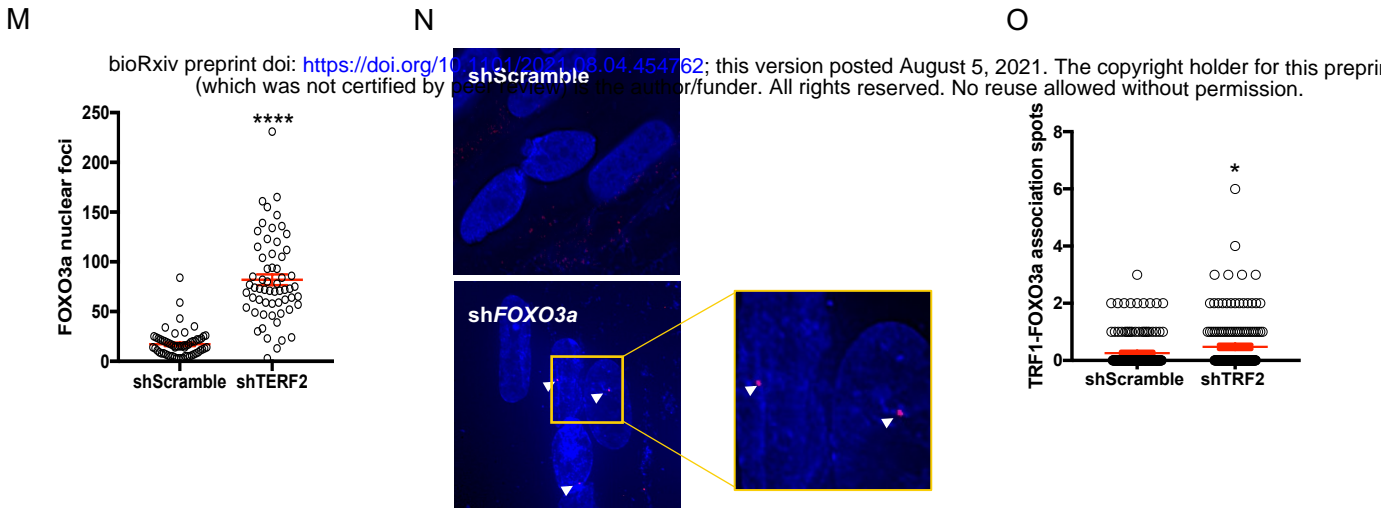 M
N
O
bioRxiv preprint doi: https://doi.org/10.1101/2021.08.04.454762; this version posted August 5, 2021. The copyright holder for this preprin
(which was not certified by peer review) is the author/funder. All rights reserved. No reuse allowed without permission.
FOXO3a nuclear foci
250
200
150
100
50
0
****
shScramble
shTERF2
shScramble
shFOXO3a
TRF1-FOXO3a association spots
8
6
4
2
0
*
shScramble
shTRF2